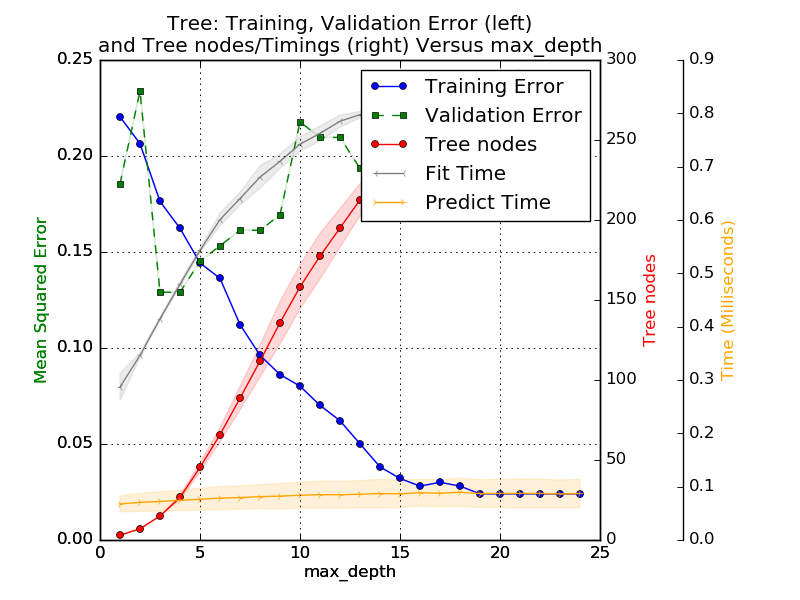 Tree: Training, Validation Error (left)
and Tree nodes/Timings (right) Versus max_depth
0.25
0.20
0.15
0.10
0.05
0.00
Mean Squared Error
0
5
10
15
20
25
max_depth
Training Error
Validation Error
Tree nodes
Fit Time
Predict Time
300
250
200
150
100
50
0
Tree nodes
0.9
0.8
0.7
0.6
0.5
0.4
0.3
0.2
0.1
0.0
Time (Milliseconds)